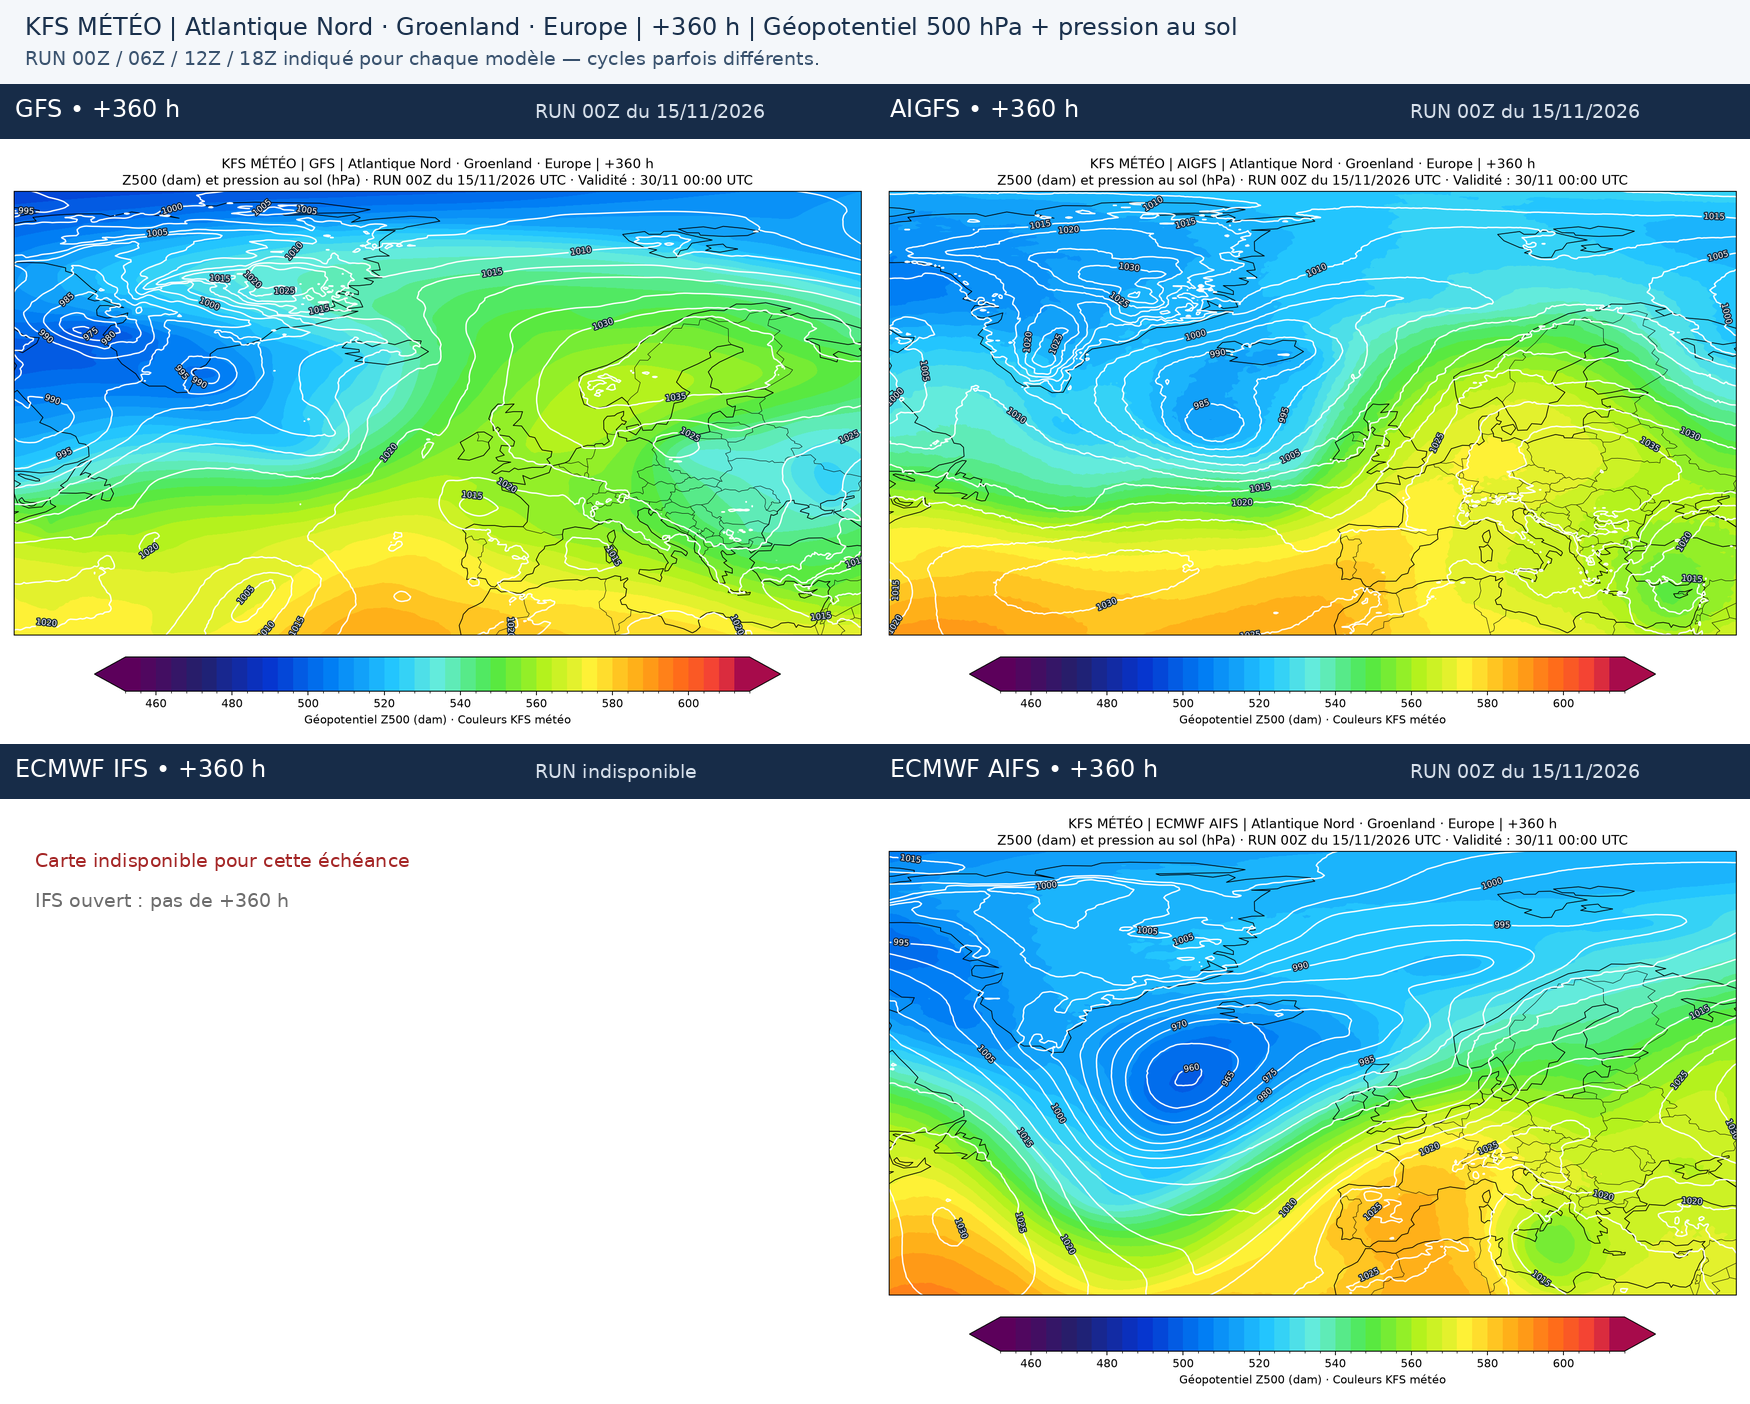 KFS MÉTÉO | Atlantique Nord · Groenland · Europe | +360 h | Géopotentiel 500 hPa + pression au sol
RUN 00Z / 06Z / 12Z / 18Z indiqué pour chaque modèle — cycles parfois différents.
GFS • +360 h
RUN 00Z du 15/11/2026
KFS MÉTÉO | GFS | Atlantique Nord · Groenland · Europe | +360 h
Z500 (dam) et pression au sol (hPa) · RUN 00Z du 15/11/2026 UTC · Validité : 30/11 00:00 UTC
460 480 500 520 540 560 580 600
Géopotentiel Z500 (dam) · Couleurs KFS météo
AIGFS • +360 h
RUN 00Z du 15/11/2026
KFS MÉTÉO | AIGFS | Atlantique Nord · Groenland · Europe | +360 h
Z500 (dam) et pression au sol (hPa) · RUN 00Z du 15/11/2026 UTC · Validité : 30/11 00:00 UTC
460 480 500 520 540 560 580 600
Géopotentiel Z500 (dam) · Couleurs KFS météo
ECMWF IFS • +360 h
RUN indisponible
Carte indisponible pour cette échéance
IFS ouvert : pas de +360 h
ECMWF AIFS • +360 h
RUN 00Z du 15/11/2026
KFS MÉTÉO | ECMWF AIFS | Atlantique Nord · Groenland · Europe | +360 h
Z500 (dam) et pression au sol (hPa) · RUN 00Z du 15/11/2026 UTC · Validité : 30/11 00:00 UTC
460 480 500 520 540 560 580 600
Géopotentiel Z500 (dam) · Couleurs KFS météo